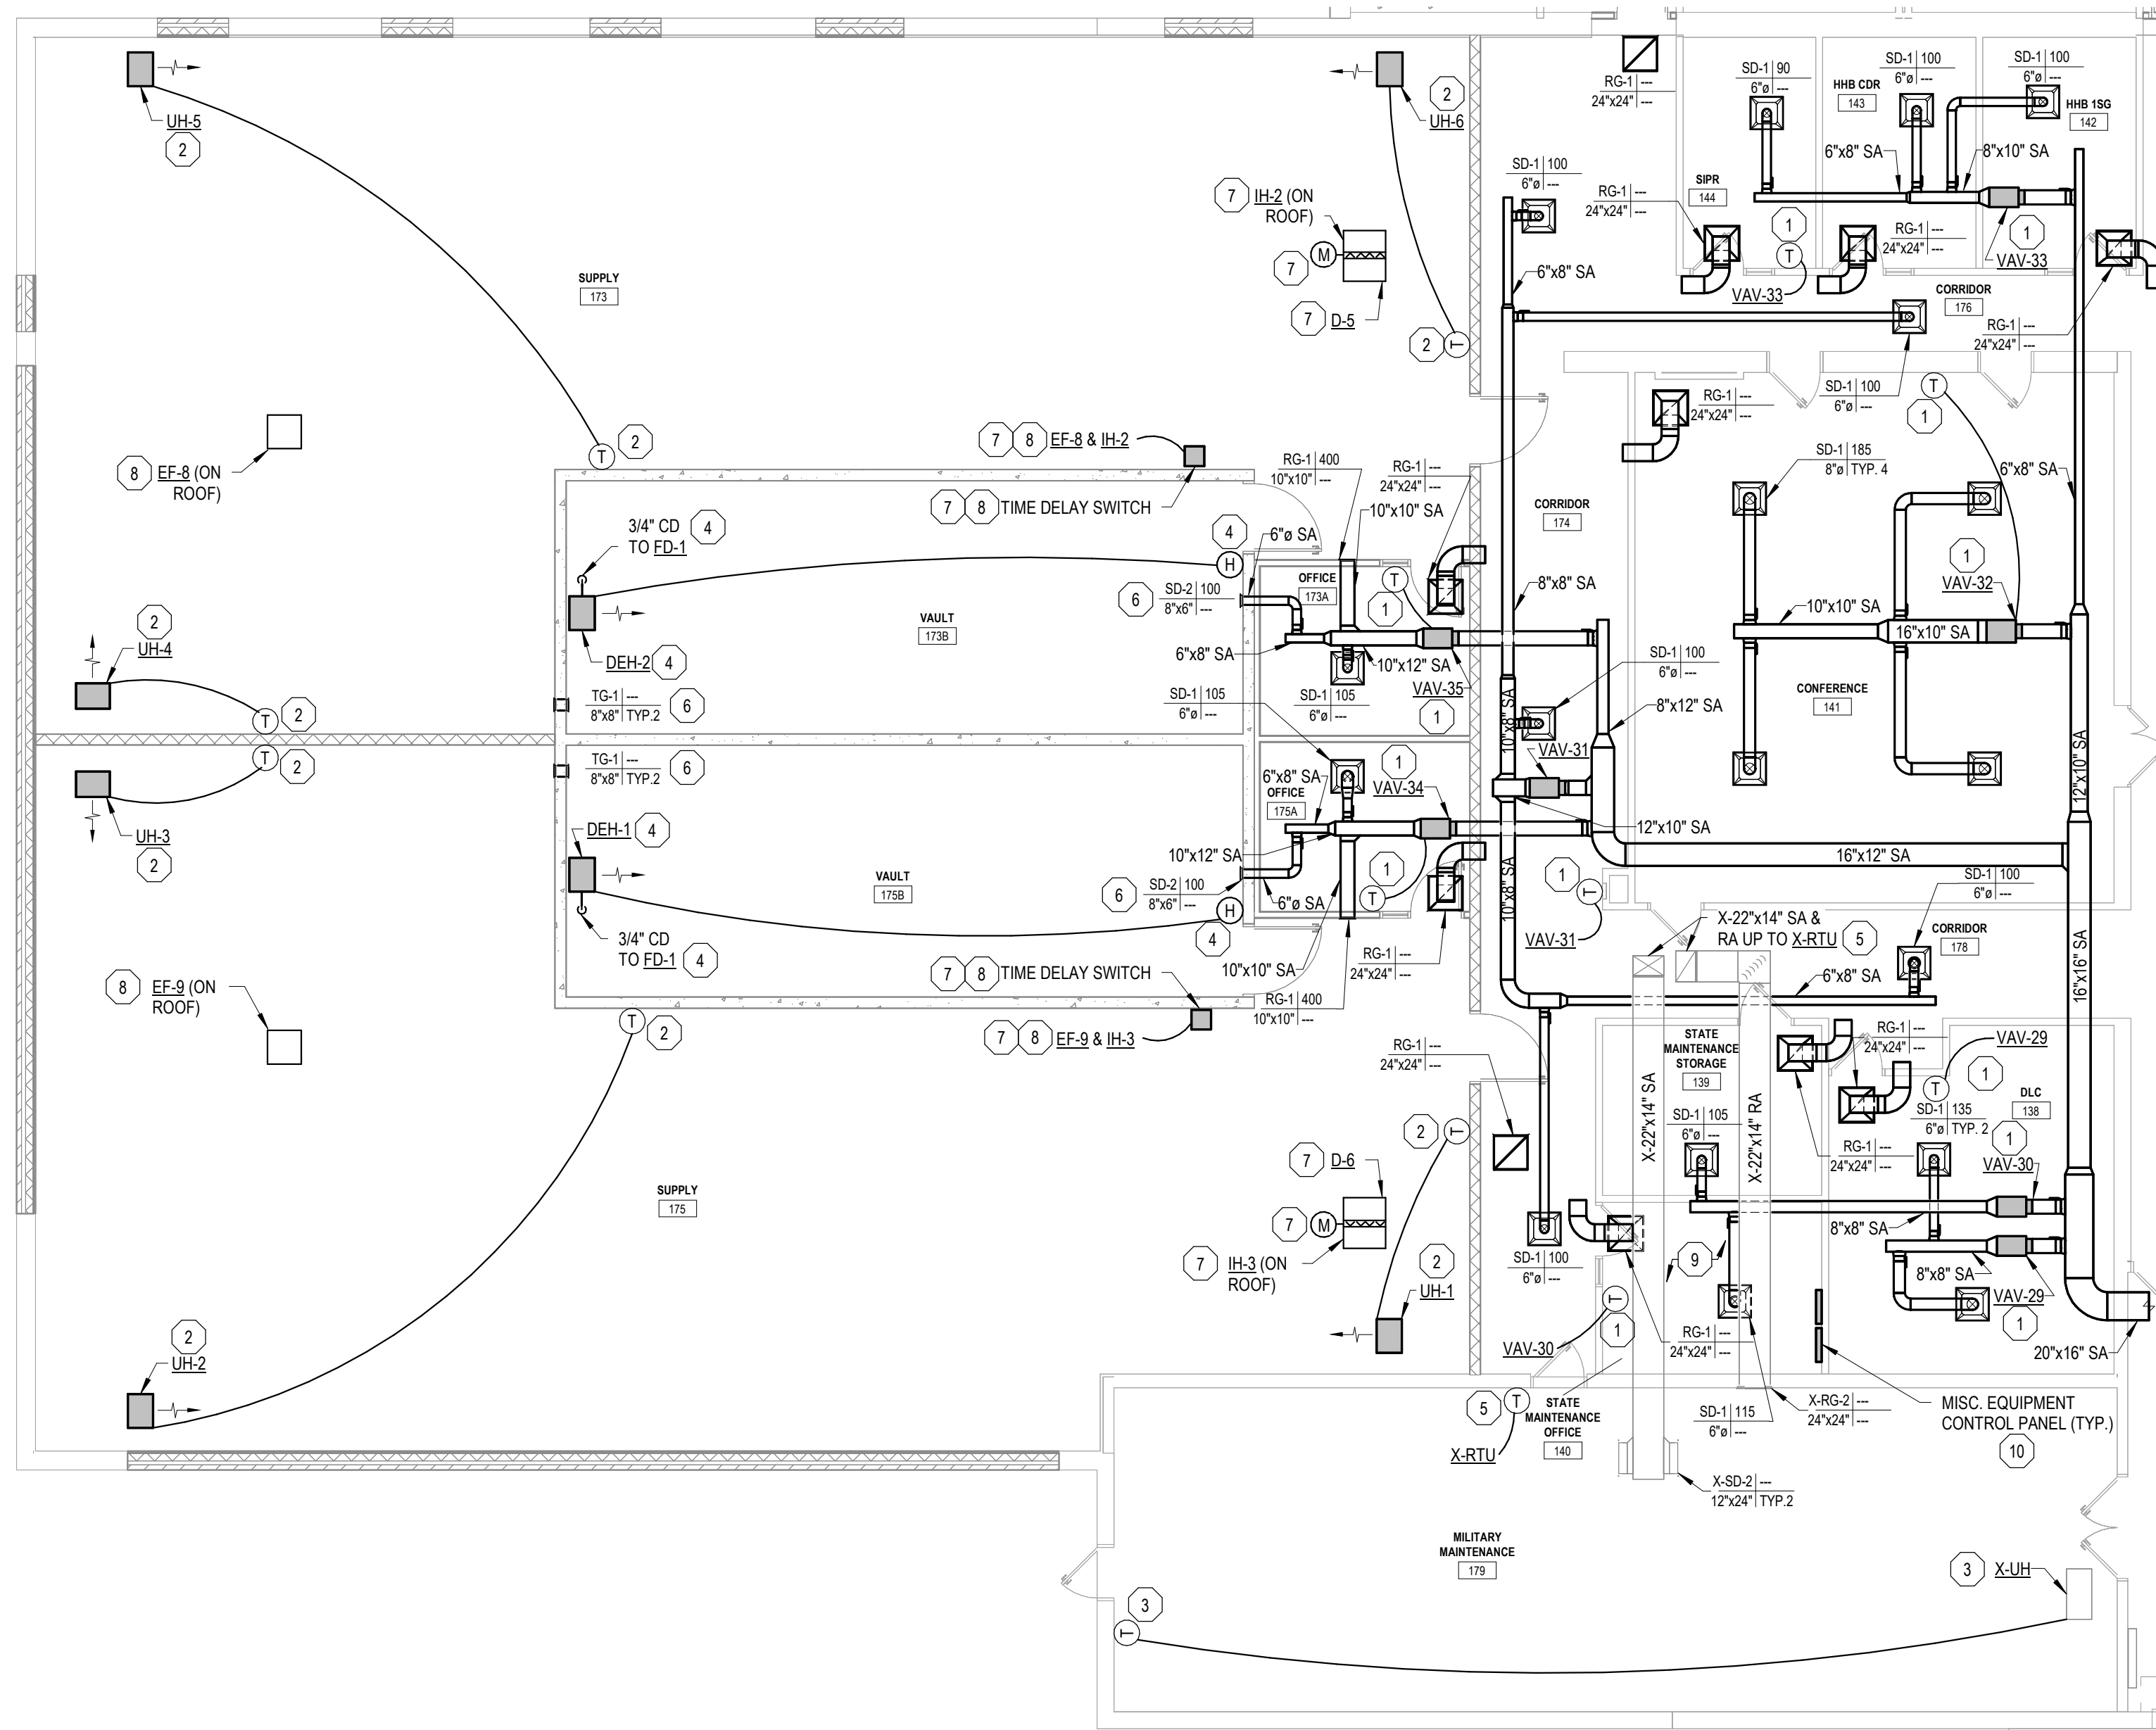 UH-5
2
2
UH-6
RG-1 ---
24"x24" ---
SD-1 90
6"ø ---
HHB CDR
143
SD-1 100
6"ø ---
SD-1 100
6"ø ---
HHB 1SG
142
6"x8" SA
8"x10" SA
SD-1 100
6"ø ---
SIPR
144
RG-1 ---
24"x24" ---
1
T
VAV-33
RG-1 ---
24"x24" ---
1
VAV-33
7
IH-2 (ON
ROOF)
7
M
7
D-5
SUPPLY
173
6"x8" SA
CORRIDOR
176
RG-1 ---
24"x24" ---
2
T
SD-1 100
6"ø ---
T
1
RG-1 ---
24"x24" ---
8
EF-8 (ON
ROOF)
T
2
7
8
EF-8 & IH-2
RG-1 400
10"x10" ---
RG-1 ---
24"x24" ---
SD-1 185
8"ø TYP. 4
6"x8" SA
7
8
TIME DELAY SWITCH
10"x10" SA
CORRIDOR
174
3/4" CD
TO FD-1
4
4
H
6"ø SA
1
VAV-32
OFFICE
173A
T
1
8"x8" SA
6
SD-2 100
8"x6" ---
10"x10" SA
16"x10" SA
VAULT
173B
2
UH-4
DEH-2
4
6"x8" SA
10"x12" SA
SD-1 100
6"ø ---
TG-1 ---
8"x8" TYP.2
6
SD-1 105
6"ø ---
SD-1 105
6"ø ---
VAV-35
1
10"x8" SA
8"x12" SA
CONFERENCE
141
T
2
T
2
TG-1 ---
8"x8" TYP.2
6
6"x8" SA
OFFICE
175A
1
VAV-34
VAV-31
12"x10" SA
UH-3
2
DEH-1
4
12"x10" SA
10"x12" SA
16"x12" SA
VAULT
175B
6
SD-2 100
8"x6" ---
H
4
6"ø SA
1
T
10"x8" SA
1
T
VAV-31
SD-1 100
6"ø ---
X-22"x14" SA &
RA UP TO X-RTU
5
CORRIDOR
178
3/4" CD
TO FD-1
4
7
8
TIME DELAY SWITCH
10"x10" SA
RG-1 ---
24"x24" ---
6"x8" SA
16"x16" SA
8
EF-9 (ON
ROOF)
RG-1 400
10"x10" ---
T
2
7
8
EF-9 & IH-3
RG-1 ---
24"x24" ---
STATE
MAINTENANCE
STORAGE
139
RG-1 ---
24"x24" ---
VAV-29
1
T
DLC
138
X-22"x14" SA
X-22"x14" RA
SD-1 105
6"ø ---
SD-1 135
6"ø TYP. 2
1
VAV-30
2
T
7
D-6
RG-1 ---
24"x24" ---
SUPPLY
175
7
M
8"x8" SA
7
IH-3 (ON
ROOF)
2
UH-1
SD-1 100
6"ø ---
9
8"x8" SA
VAV-29
1
T
1
VAV-30
RG-1 ---
24"x24" ---
20"x16" SA
2
UH-2
5
T
X-RTU
STATE
MAINTENANCE
OFFICE
140
SD-1 115
6"ø ---
X-RG-2 ---
24"x24" ---
MISC. EQUIPMENT
CONTROL PANEL (TYP.)
10
X-SD-2 ---
12"x24" TYP.2
MILITARY
MAINTENANCE
179
3
X-UH
3
T